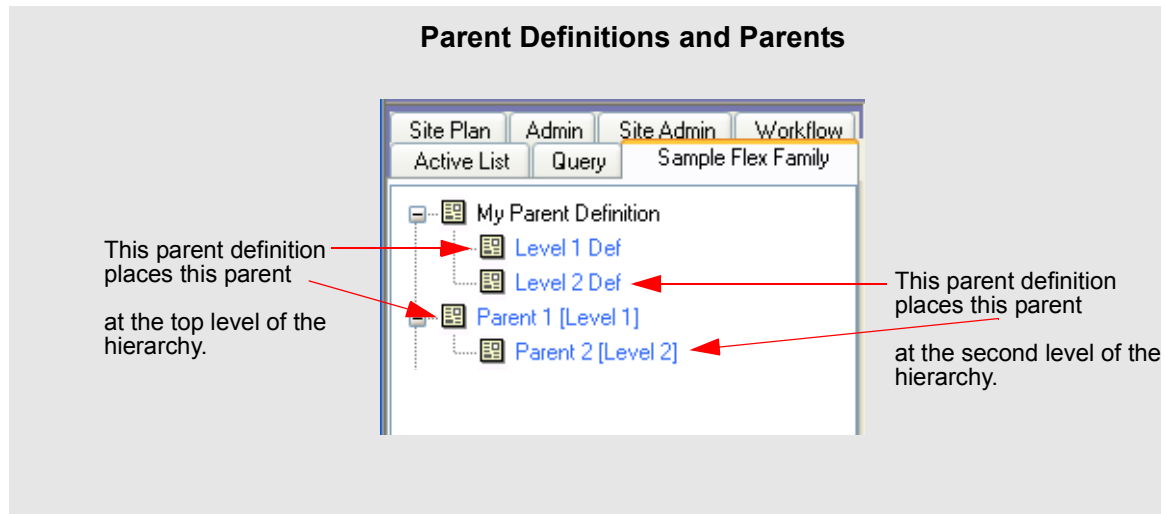 Parent Definitions and Parents
Site Plan Admin Site Admin Workflow
Active List Query Sample Flex Family
My Parent Definition
Level 1 Def
Level 2 Def
Parent 1 [Level 1]
Parent 2 [Level 2]
This parent definition
places this parent
at the top level of the
hierarchy.
This parent definition
places this parent
at the second level of the
hierarchy.